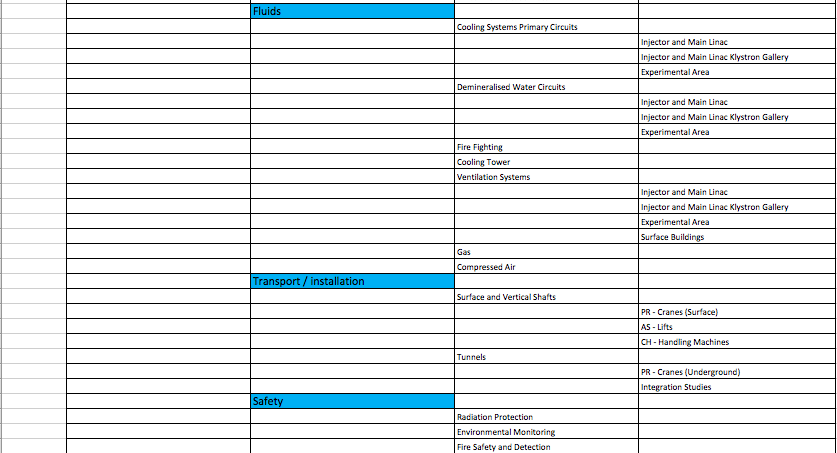 Fluids
Cooling Systems Primary Circuits
Injector and Main Linac
Injector and Main Linac Klystron Gallery
Experimental Area
Demineralised Water Circuits
Injector and Main Linac
Injector and Main Linac Klystron Gallery
Experimental Area
Fire Fighting
Cooling Tower
Ventilation Systems
Injector and Main Linac
Injector and Main Linac Klystron Gallery
Experimental Area
Surface Buildings
Gas
Compressed Air
Transport / installation
Surface and Vertical Shafts
PR - Cranes (Surface)
AS - Lifts
CH - Handling Machines
Tunnels
PR - Cranes (Underground)
Integration Studies
Safety
Radiation Protection
Environmental Monitoring
Fire Safety and Detection